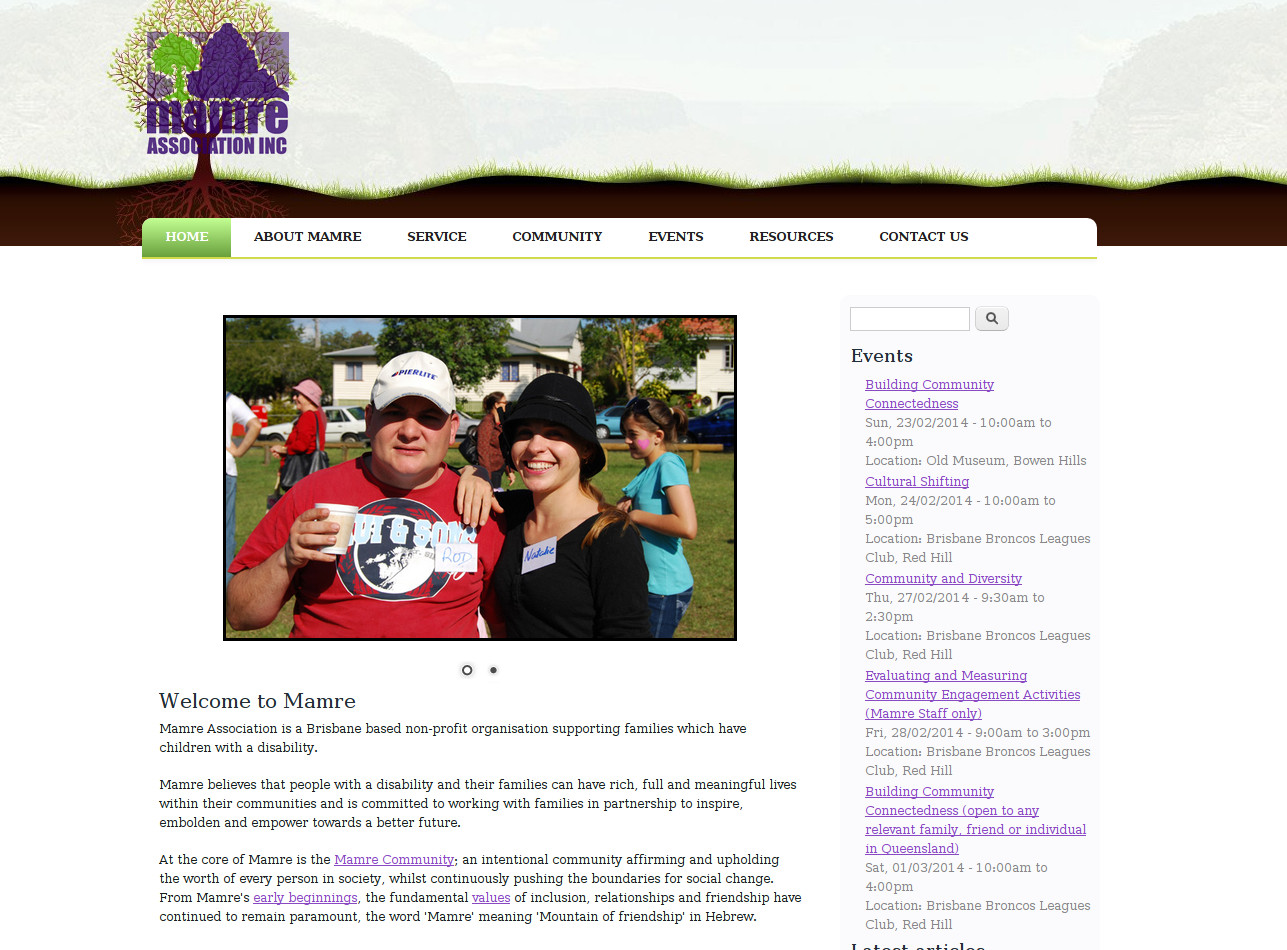 mamre
ASSOCIATION INC
HOME ABOUT MAMRE SERVICE COMMUNITY EVENTS RESOURCES CONTACT US
PIERLITE
UI & SON
ROD
Natalie
Welcome to Mamre
Mamre Association is a Brisbane based non-profit organisation supporting families which have
children with a disability.
Mamre believes that people with a disability and their families can have rich, full and meaningful lives
within their communities and is committed to working with families in partnership to inspire,
embolden and empower towards a better future.
At the core of Mamre is the Mamre Community; an intentional community affirming and upholding
the worth of every person in society, whilst continuously pushing the boundaries for social change.
From Mamre's early beginnings, the fundamental values of inclusion, relationships and friendship have
continued to remain paramount, the word 'Mamre' meaning 'Mountain of friendship' in Hebrew.
Events
Building Community
Connectedness
Sun, 23/02/2014 - 10:00am to
4:00pm
Location: Old Museum, Bowen Hills
Cultural Shifting
Mon, 24/02/2014 - 10:00am to
5:00pm
Location: Brisbane Broncos Leagues
Club, Red Hill
Community and Diversity
Thu, 27/02/2014 - 9:30am to
2:30pm
Location: Brisbane Broncos Leagues
Club, Red Hill
Evaluating and Measuring
Community Engagement Activities
(Mamre Staff only)
Fri, 28/02/2014 - 9:00am to 3:00pm
Location: Brisbane Broncos Leagues
Club, Red Hill
Building Community
Connectedness (open to any
relevant family, friend or individual
in Queensland)
Sat, 01/03/2014 - 10:00am to
4:00pm
Location: Brisbane Broncos Leagues
Club, Red Hill
Latest articles